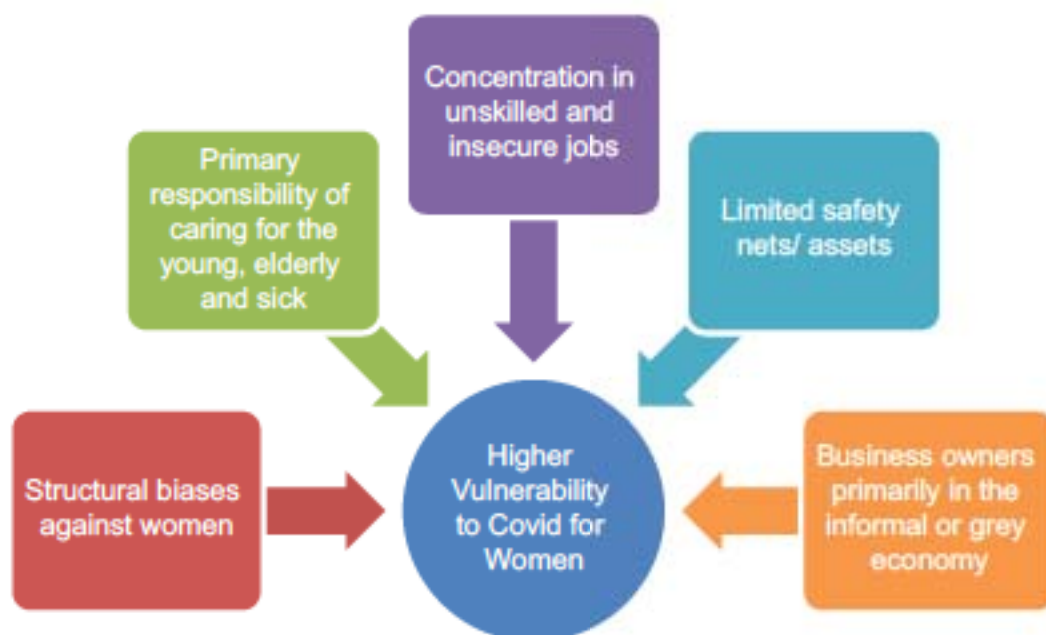 Concentration in
unskilled and
insecure jobs
Primary
responsibility of
caring for the
young, elderly
and sick
Limited safety
nets/ assets
Structural biases
against women
Higher
Vulnerability
to Covid for
Women
Business owners
primarily in the
informal or grey
economy